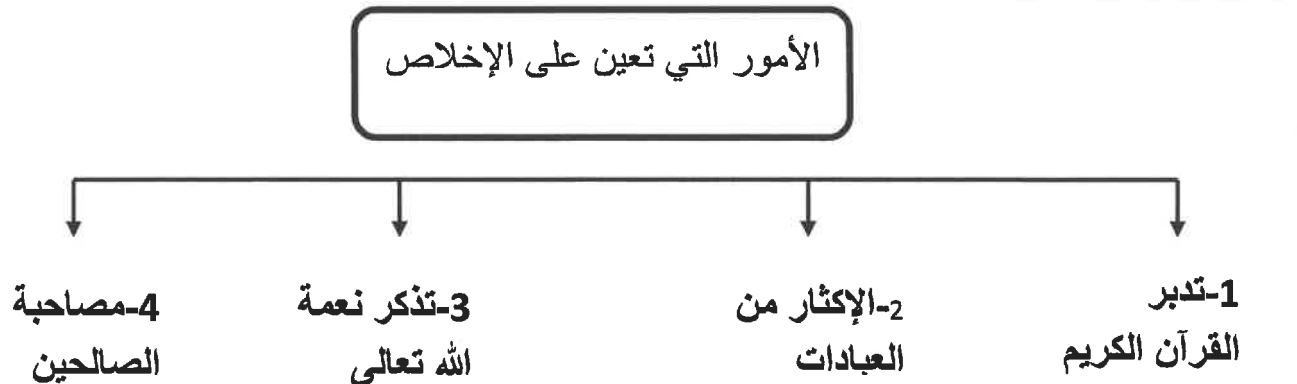 الأمور التي تعين على الإخلاص
1-تدبر
القرآن الكريم
2-الإكثار من
العبادات
3-تذكر نعمة
الله تعالى
4-مصاحبة
الصالحين